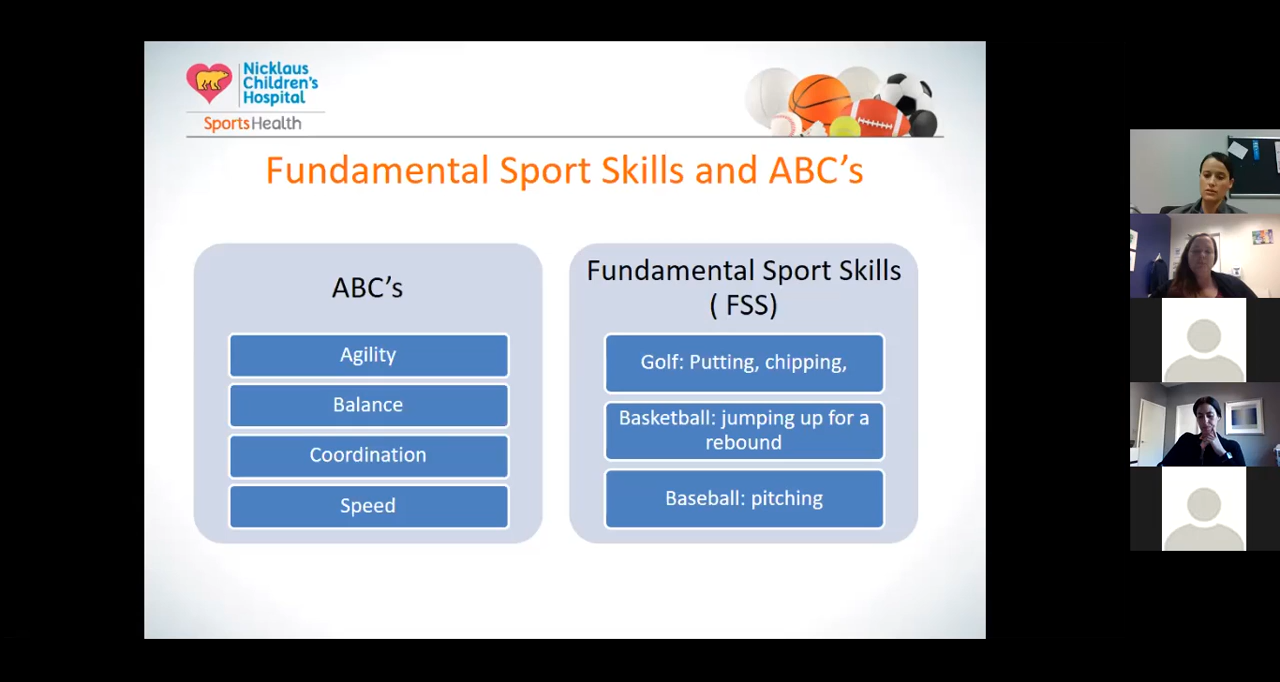 Nicklaus
Children's
Hospital
SportsHealth
Fundamental Sport Skills and ABC's
ABC's
Agility
Balance
Coordination
Speed
Fundamental Sport Skills
( FSS)
Golf: Putting, chipping,
Basketball: jumping up for a
rebound
Baseball: pitching